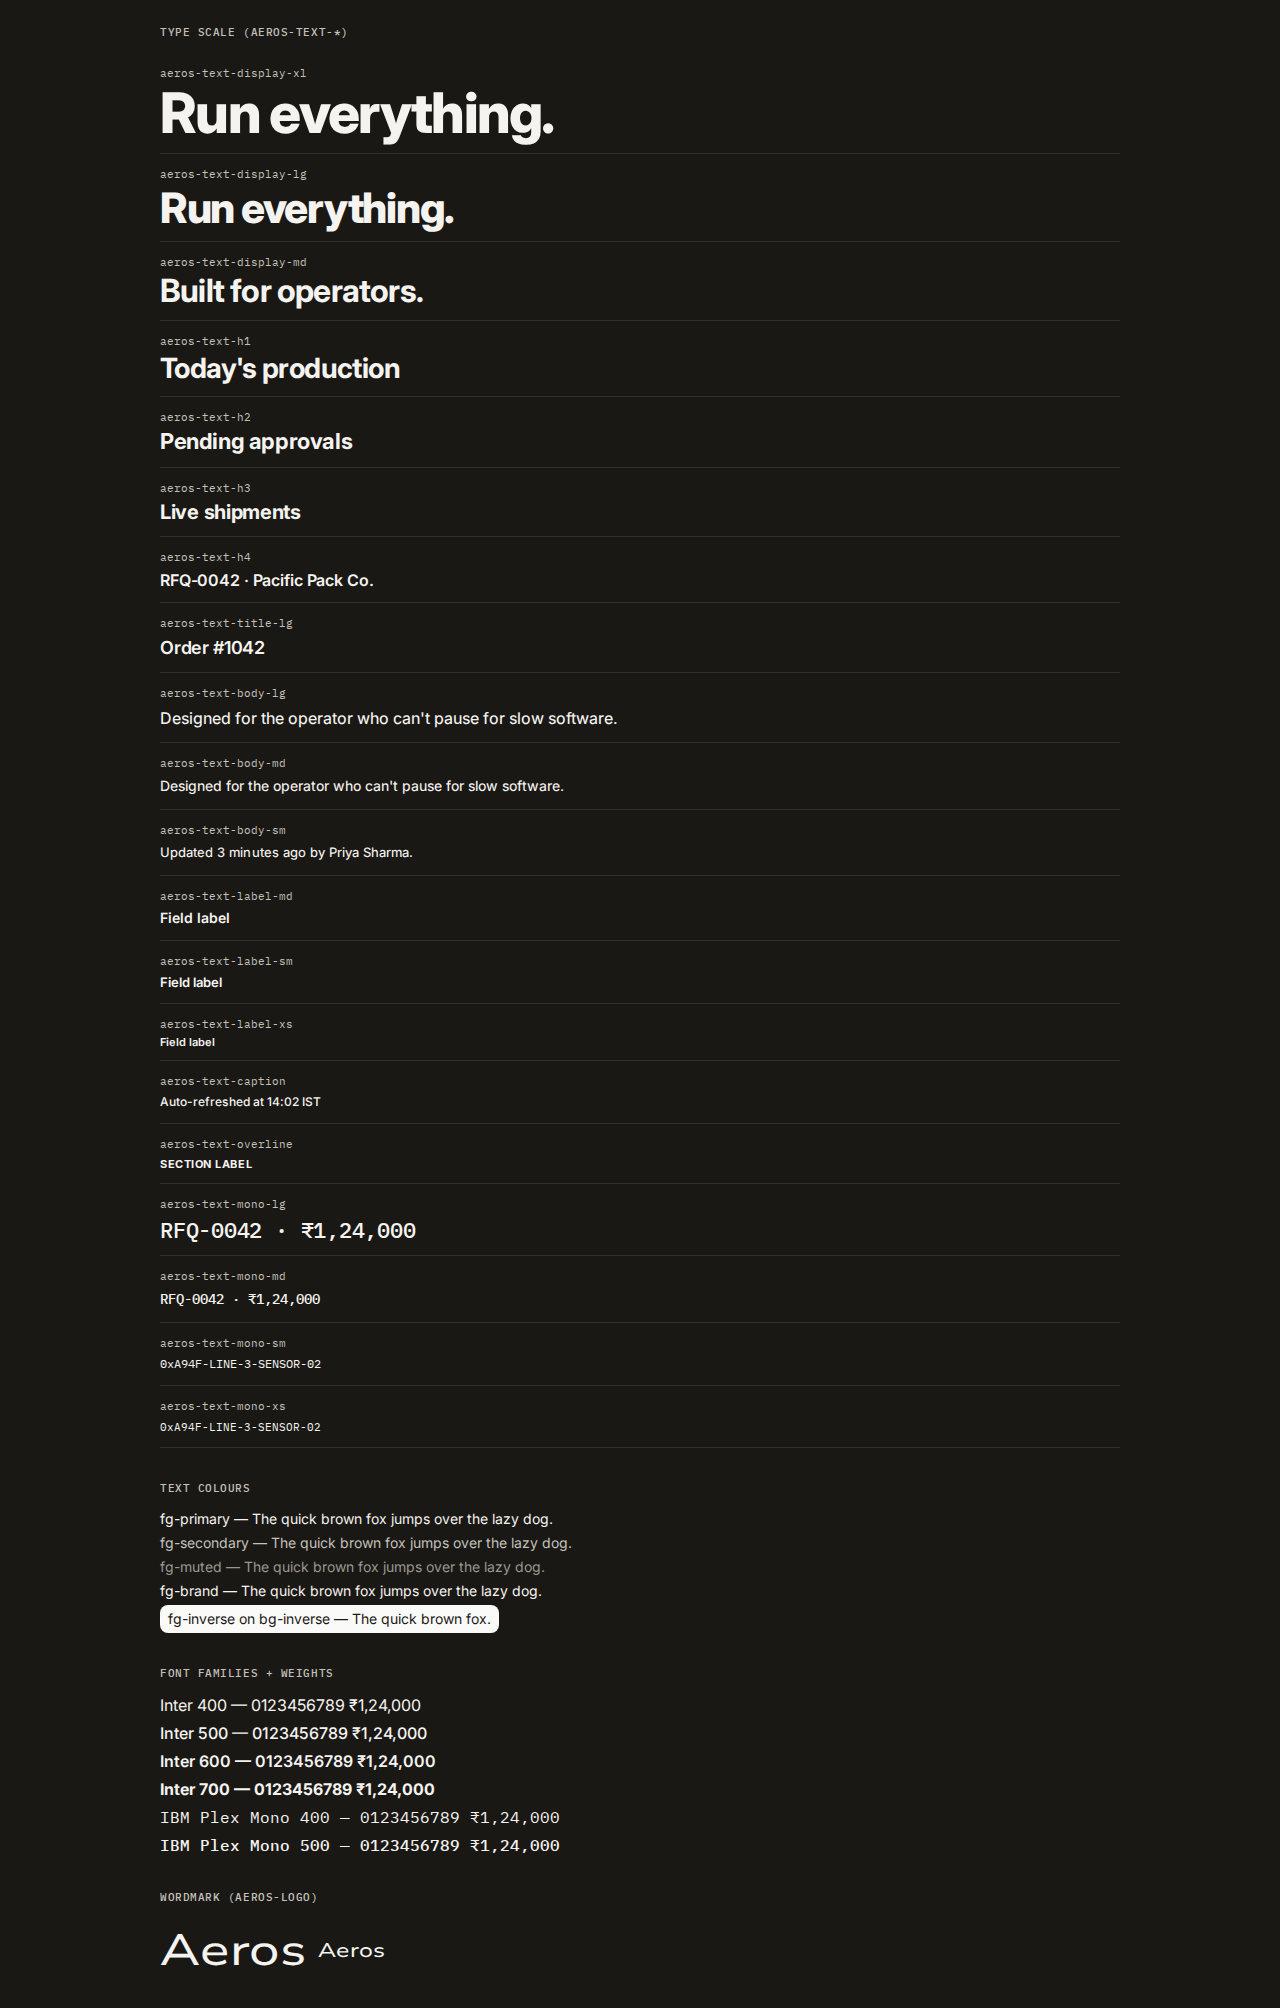 TYPE SCALE (AEROS-TEXT-*)
aeros-text-display-xl
Run everything.
aeros-text-display-lg
Run everything.
aeros-text-display-md
Built for operators.
aeros-text-h1
Today's production
aeros-text-h2
Pending approvals
aeros-text-h3
Live shipments
aeros-text-h4
RFQ-0042 · Pacific Pack Co.
aeros-text-title-lg
Order #1042
aeros-text-body-lg
Designed for the operator who can't pause for slow software.
aeros-text-body-md
Designed for the operator who can't pause for slow software.
aeros-text-body-sm
Updated 3 minutes ago by Priya Sharma.
aeros-text-label-md
Field label
aeros-text-label-sm
Field label
aeros-text-label-xs
Field label
aeros-text-caption
Auto-refreshed at 14:02 IST
aeros-text-overline
SECTION LABEL
aeros-text-mono-lg
RFQ-0042 · ₹1,24,000
aeros-text-mono-md
RFQ-0042 · ₹1,24,000
aeros-text-mono-sm
0xA94F-LINE-3-SENSOR-02
aeros-text-mono-xs
0xA94F-LINE-3-SENSOR-02
TEXT COLOURS
fg-primary — The quick brown fox jumps over the lazy dog.
fg-secondary — The quick brown fox jumps over the lazy dog.
fg-muted — The quick brown fox jumps over the lazy dog.
fg-brand — The quick brown fox jumps over the lazy dog.
fg-inverse on bg-inverse — The quick brown fox.
FONT FAMILIES + WEIGHTS
Inter 400 — 0123456789 ₹1,24,000
Inter 500 — 0123456789 ₹1,24,000
Inter 600 — 0123456789 ₹1,24,000
Inter 700 — 0123456789 ₹1,24,000
IBM Plex Mono 400 — 0123456789 ₹1,24,000
IBM Plex Mono 500 — 0123456789 ₹1,24,000
WORDMARK (AEROS-LOGO)
Aeros Aeros